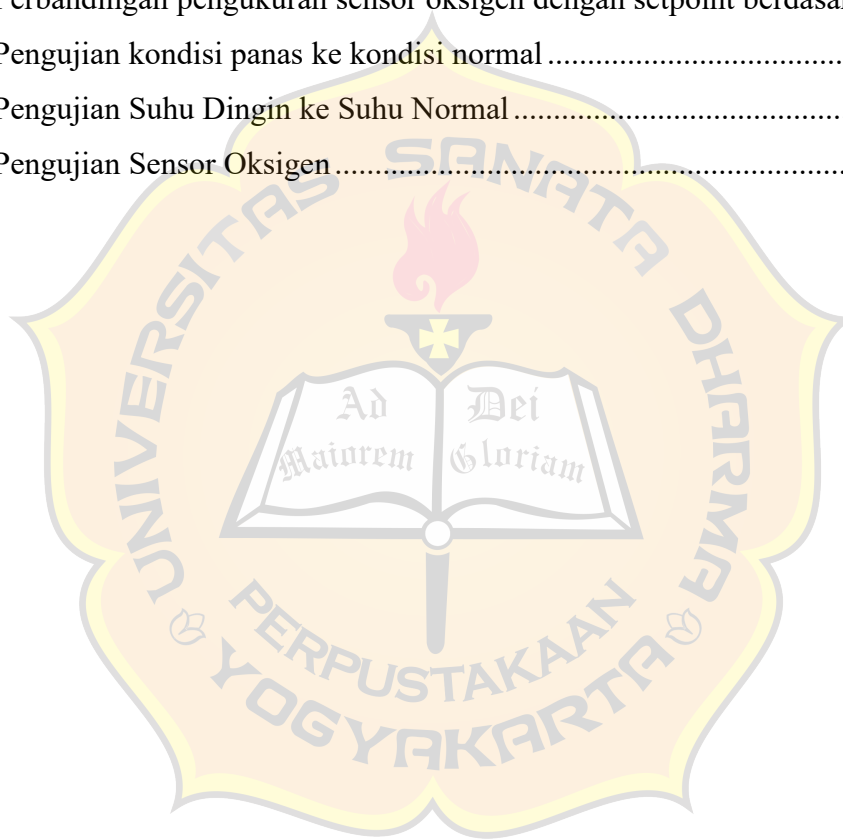 Perbandingan pengukuran sensor oksigen dengan setpoint
Pengujian kondisi panas ke kondisi normal ......................................
Pengujian Suhu Dingin ke Suhu Normal ..........................................
Pengujian Sensor Oksigen .................................................................
UNIVERSITAS SANATA DHARMA
Ad Dei
Maiorem Gloriam
PERPUSTAKAAN
YOGYAKARTA